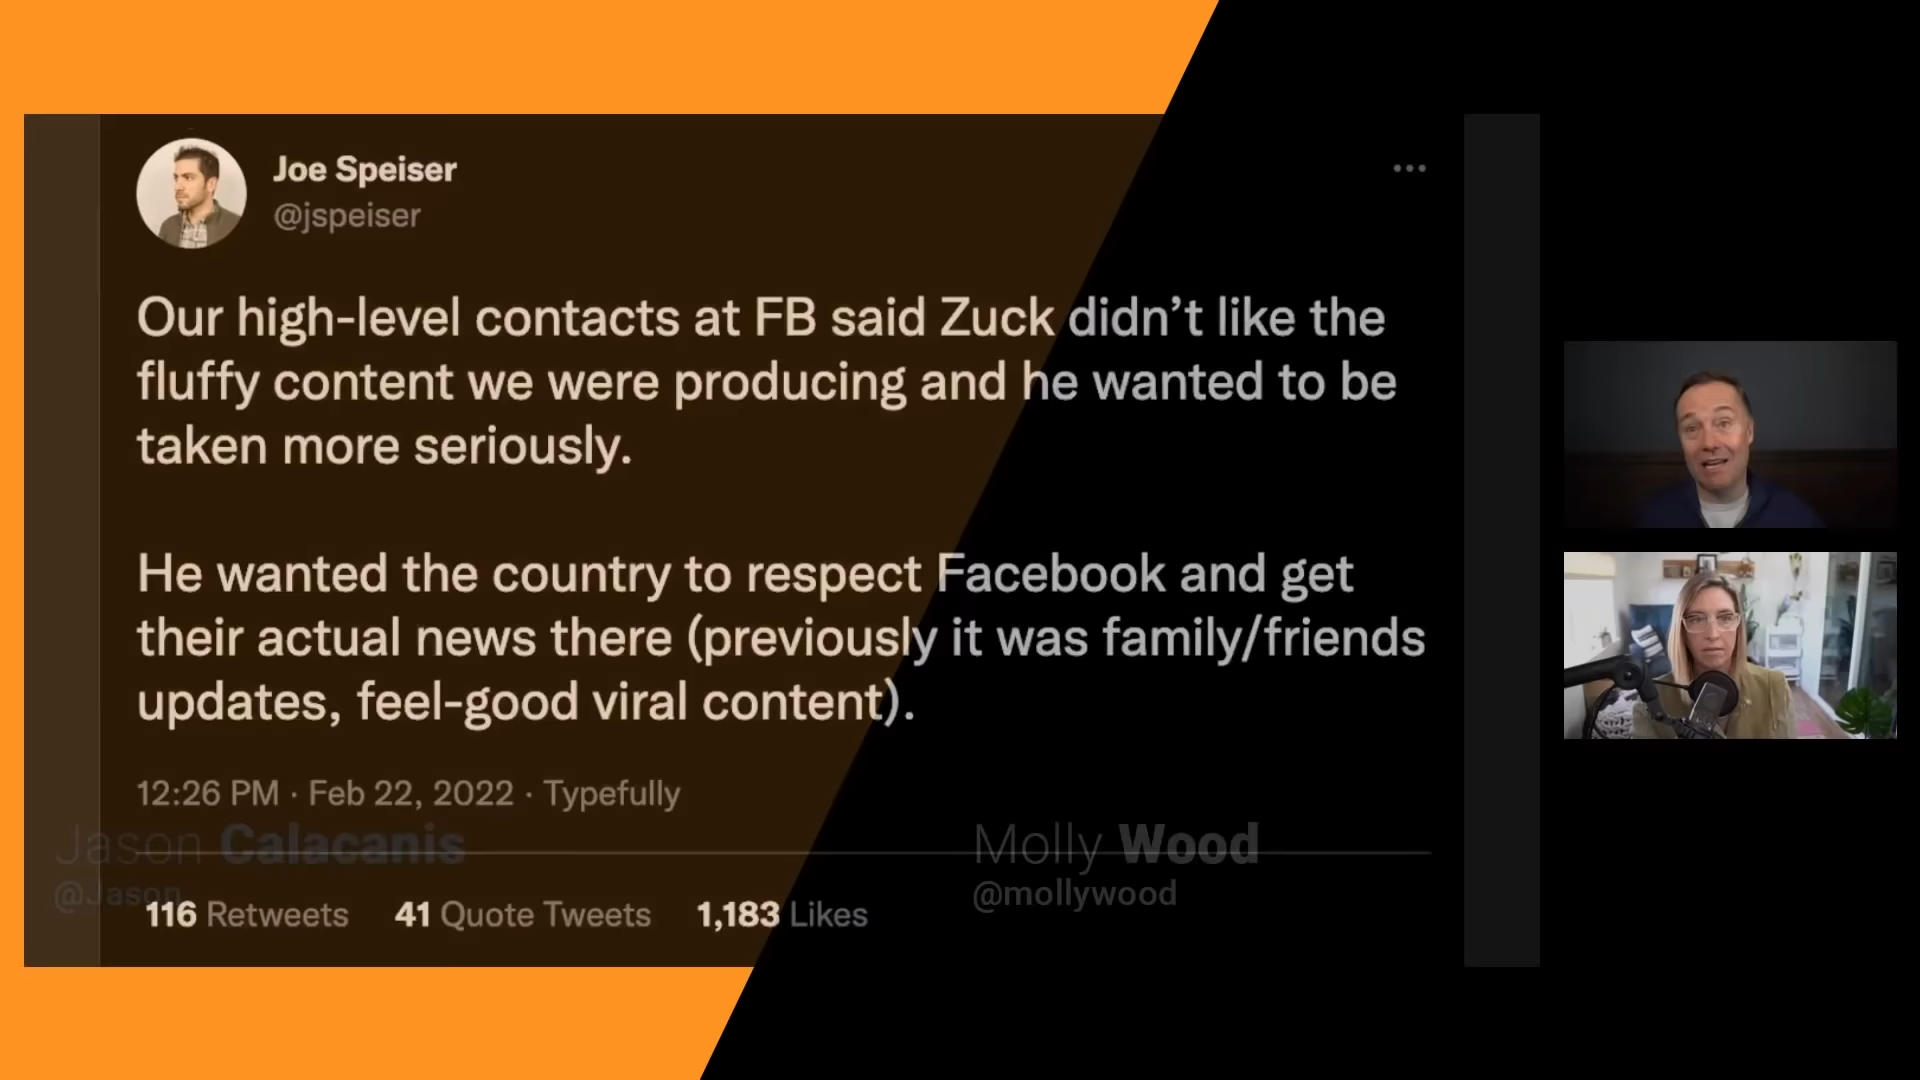 Joe Speiser
@jspeiser
Our high-level contacts at FB said Zuck didn’t like the
fluffy content we were producing and he wanted to be
taken more seriously.
He wanted the country to respect Facebook and get
their actual news there (previously it was family/friends
updates, feel-good viral content).
12:26 PM · Feb 22, 2022 · Typefully
Jason Calacanis
@Jason
Molly Wood
@mollywood
116 Retweets 41 Quote Tweets 1,183 Likes